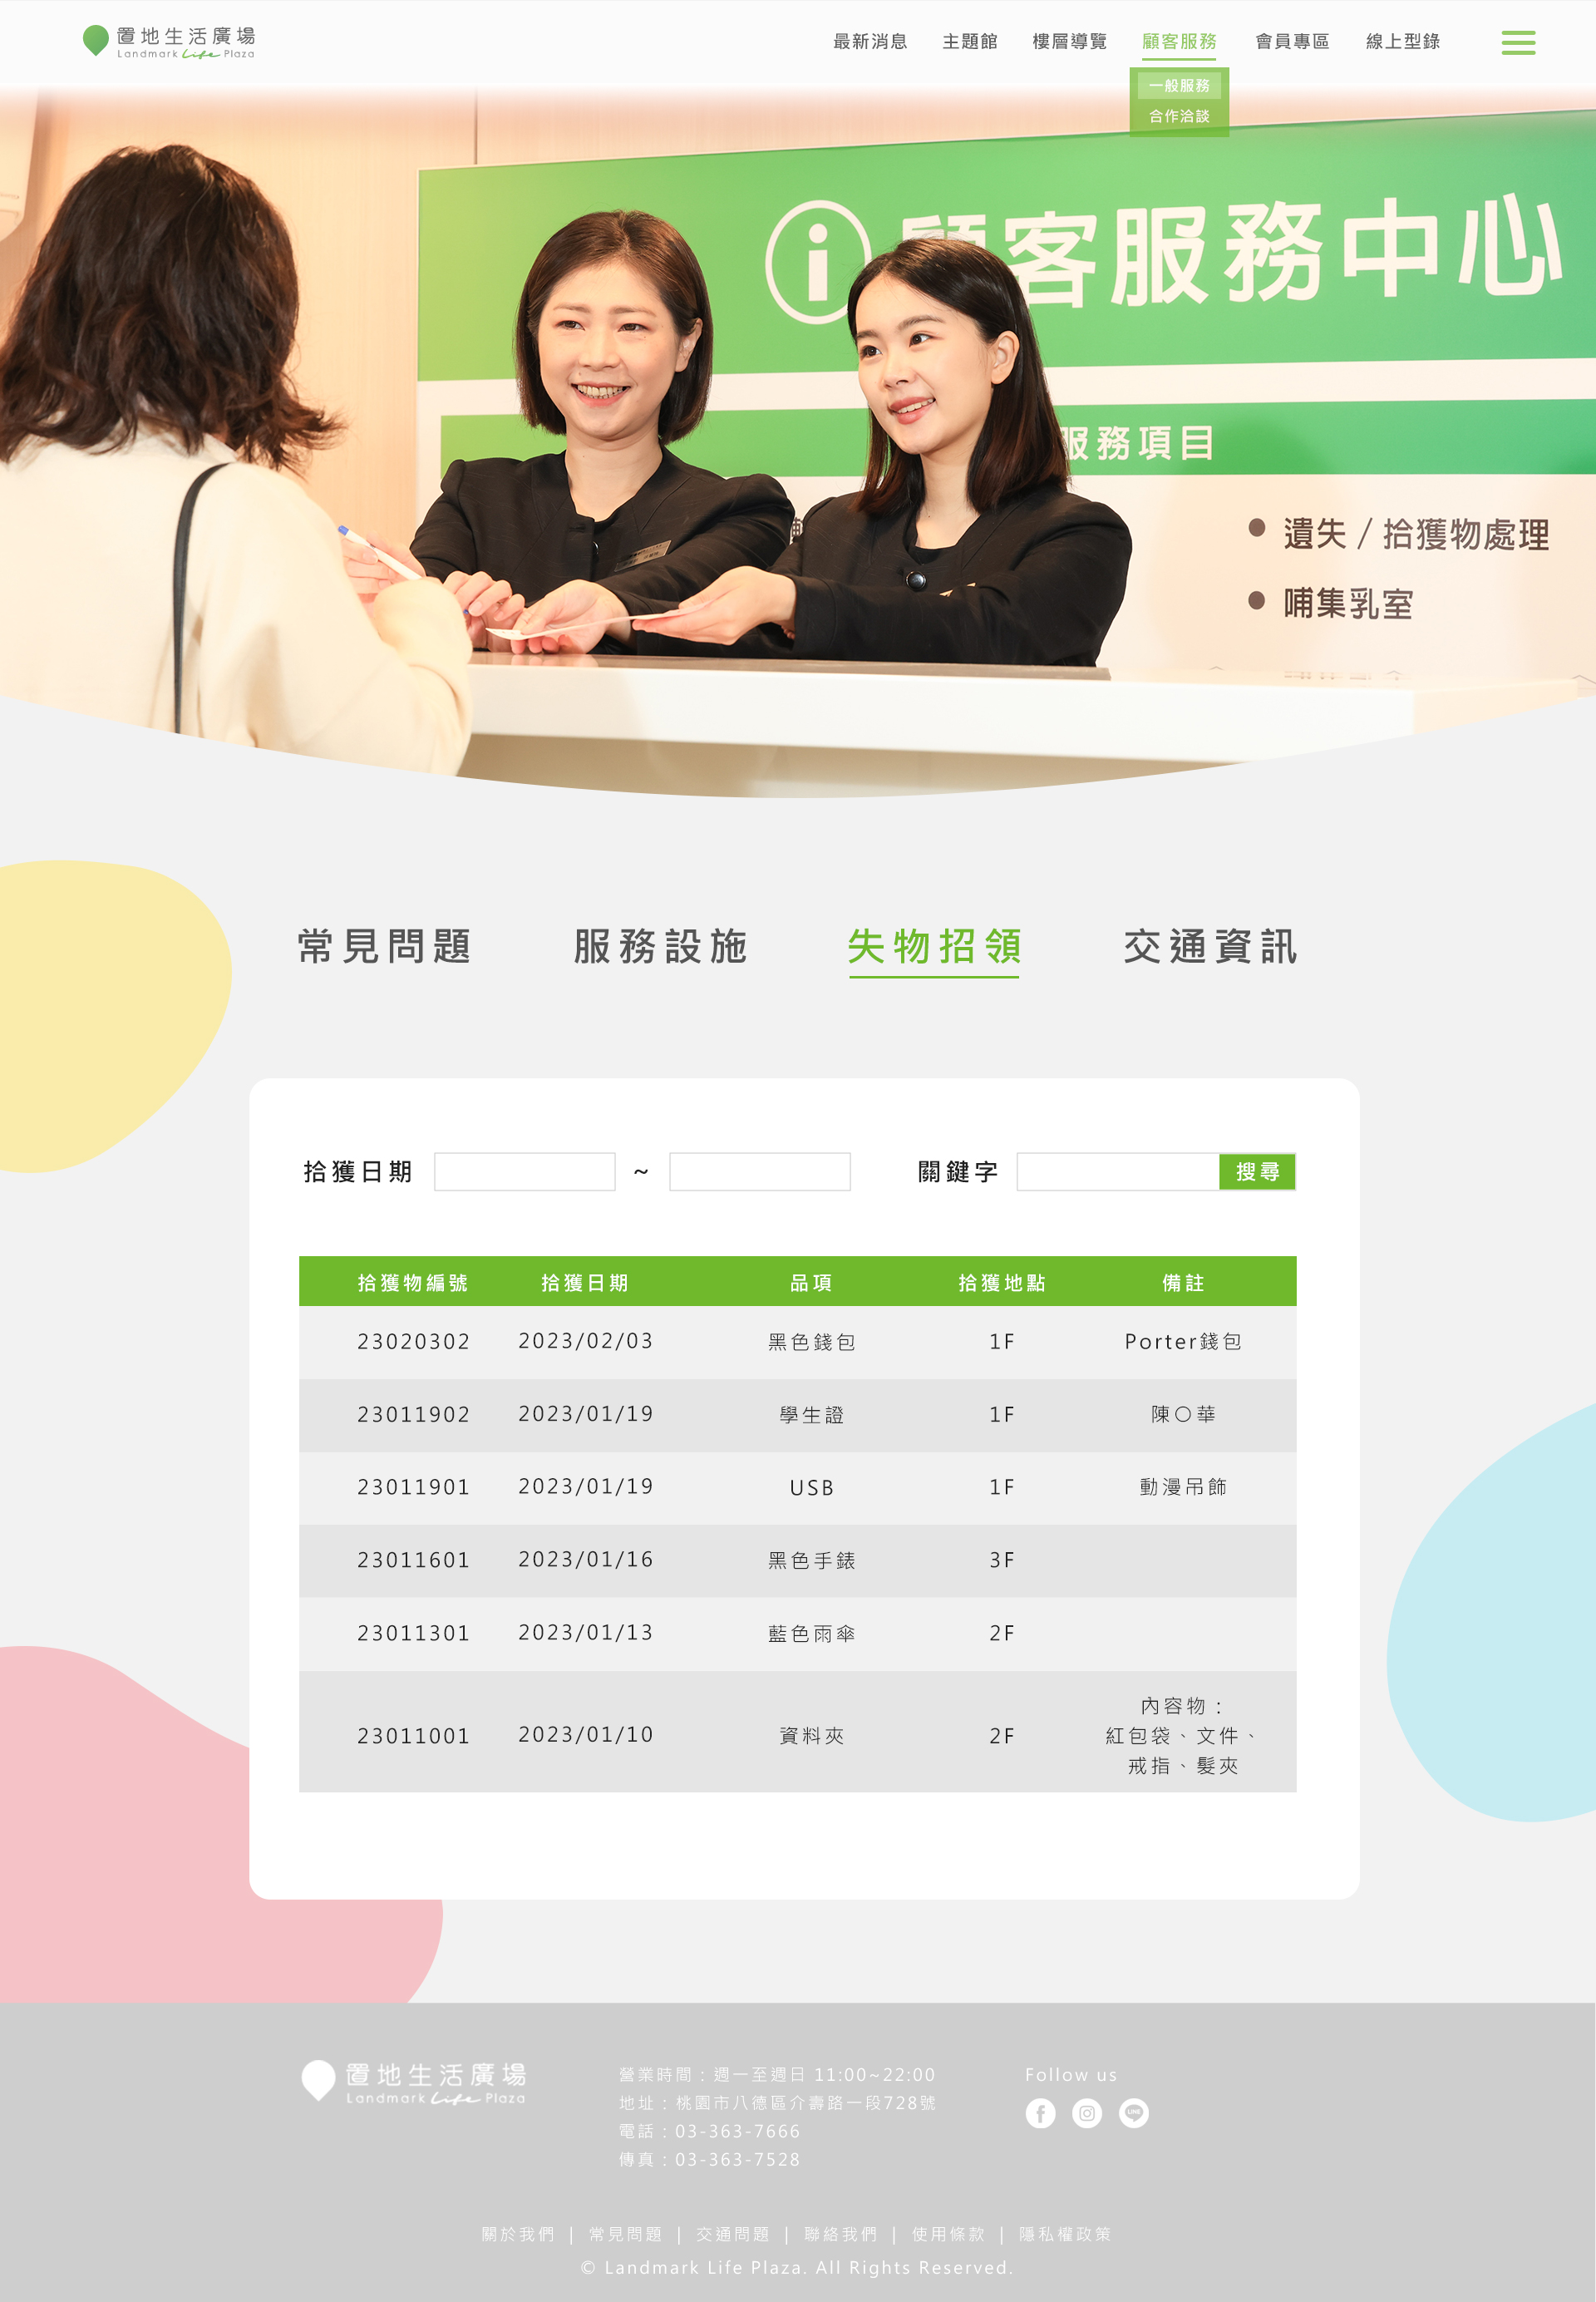 置地生活廣場
Landmark Life Plaza
最新消息 主題館 樓層導覽 顧客服務 會員專區 線上型錄
一般服務
合作洽談
顧客服務中心
服務項目
遺失/拾獲物處理
哺集乳室
常見問題 服務設施 失物招領 交通資訊
拾獲日期 ~ 關鍵字 搜尋
拾獲物編號 拾獲日期 品項 拾獲地點 備註
23020302 2023/02/03 黑色錢包 1F Porter錢包
23011902 2023/01/19 學生證 1F 陳〇華
23011901 2023/01/19 USB 1F 動漫吊飾
23011601 2023/01/16 黑色手錶 3F
23011301 2023/01/13 藍色雨傘 2F
23011001 2023/01/10 資料夾 2F 內容物：
紅包袋、文件、
戒指、髮夾
置地生活廣場
Landmark Life Plaza
營業時間：週一至週日 11:00~22:00
地址：桃園市八德區介壽路一段728號
電話：03-363-7666
傳真：03-363-7528
Follow us
LINE
關於我們 | 常見問題 | 交通問題 | 聯絡我們 | 使用條款 | 隱私權政策
© Landmark Life Plaza. All Rights Reserved.